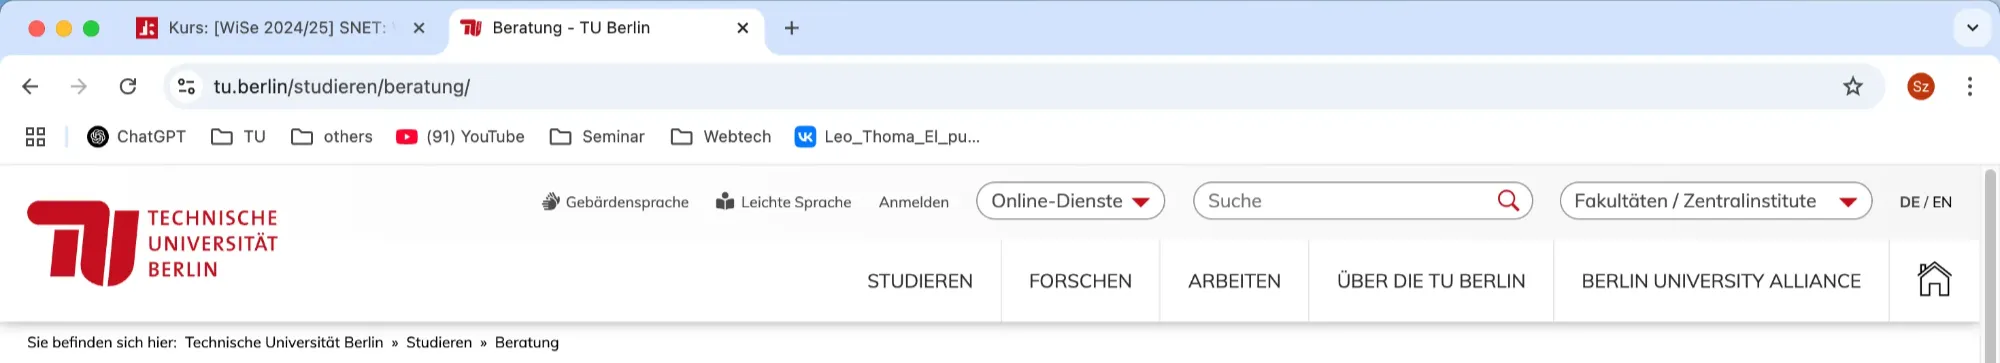 Kurs: [WiSe 2024/25] SNET:
Beratung - TU Berlin
tu.berlin/studieren/beratung/
Sz
ChatGPT TU others (91) YouTube Seminar Webtech Leo_Thoma_El_pu...
Gebärdensprache Leichte Sprache Anmelden Online-Dienste Suche Fakultäten / Zentralinstitute DE / EN
TECHNISCHE
UNIVERSITÄT
BERLIN
STUDIEREN FORSCHEN ARBEITEN ÜBER DIE TU BERLIN BERLIN UNIVERSITY ALLIANCE
Sie befinden sich hier: Technische Universität Berlin » Studieren » Beratung